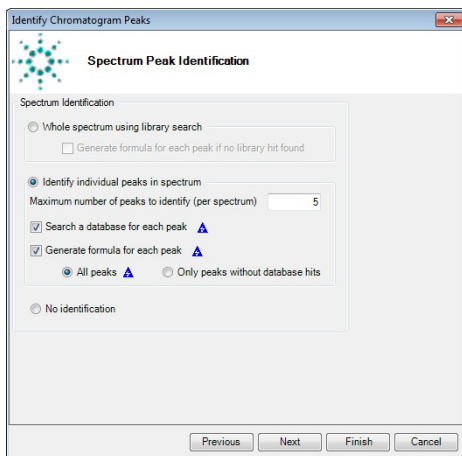 Identify Chromatogram Peaks
Spectrum Peak Identification
Spectrum Identification
Whole spectrum using library search
Generate formula for each peak if no library hit found
Identify individual peaks in spectrum
Maximum number of peaks to identify (per spectrum) 5
Search a database for each peak
Generate formula for each peak
All peaks Only peaks without database hits
No identification
Previous Next Finish Cancel